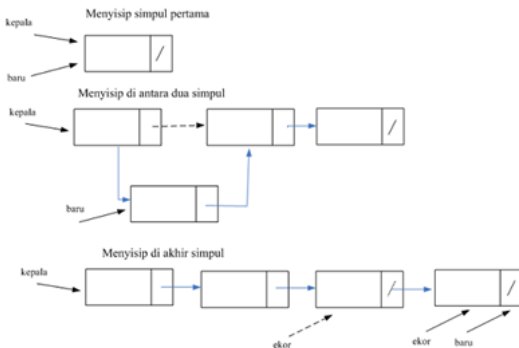 Menyisip simpul pertama
kepala
baru
Menyisip di antara dua simpul
kepala
baru
Menyisip di akhir simpul
kepala
ekor
ekor
baru